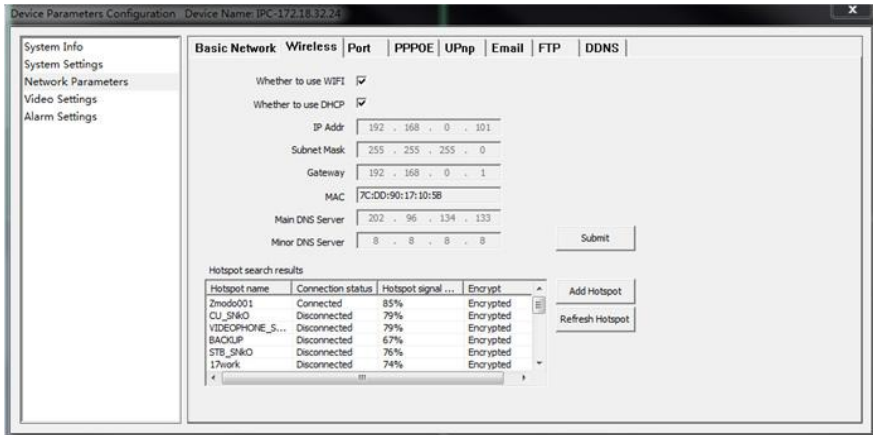 Device Parameters Configuration Device Name: IPC-172.18.32.24
x
System Info
System Settings
Network Parameters
Video Settings
Alarm Settings
Basic Network Wireless Port PPPOE UPnp Email FTP DDNS
Whether to use WIFI
Whether to use DHCP
IP Addr 192 . 168 . 0 . 101
Subnet Mask 255 . 255 . 255 . 0
Gateway 192 . 168 . 0 . 1
MAC 7C:DD:90:17:10:5B
Main DNS Server 202 . 96 . 134 . 133
Minor DNS Server 8 . 8 . 8 . 8
Submit
Hotspot search results
Hotspot name Connection status Hotspot signal ... Encrypt
Zmodo001 Connected 85% Encrypted
CU_SNkO Disconnected 79% Encrypted
VIDEOPHONE_S... Disconnected 79% Encrypted
BACKUP Disconnected 67% Encrypted
STB_SNkO Disconnected 76% Encrypted
17work Disconnected 74% Encrypted
Add Hotspot
Refresh Hotspot